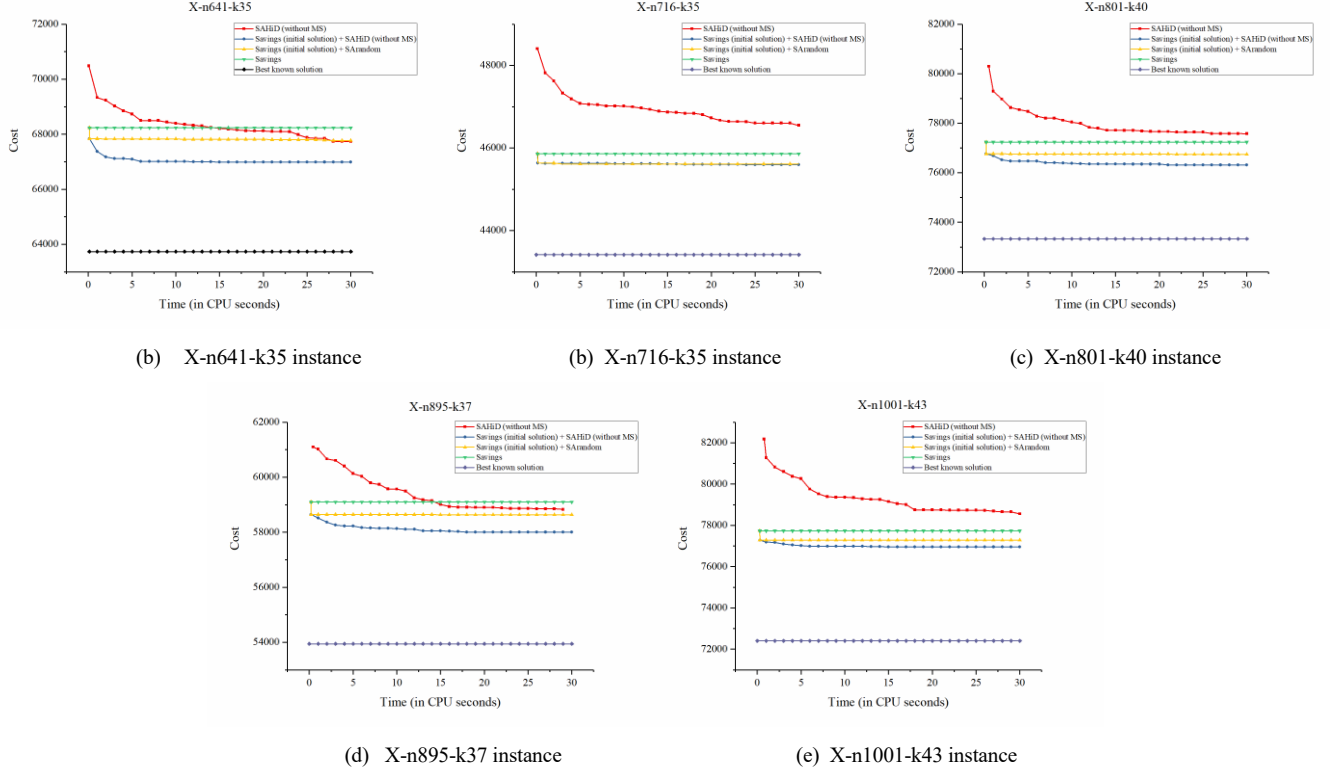 X-n641-k35
72000
70000
68000
66000
64000
Cost
SAHiD (without MS)
Savings (initial solution) + SAHiD (without MS)
Savings (initial solution) + SArandom
Savings
Best known solution
0 5 10 15 20 25 30
Time (in CPU seconds)
(b) X-n641-k35 instance
X-n716-k35
48000
46000
44000
Cost
SAHiD (without MS)
Savings (initial solution) + SAHiD (without MS)
Savings (initial solution) + SArandom
Savings
Best known solution
0 5 10 15 20 25 30
Time (in CPU seconds)
(b) X-n716-k35 instance
X-n801-k40
82000
80000
78000
76000
74000
72000
Cost
SAHiD (without MS)
Savings (initial solution) + SAHiD (without MS)
Savings (initial solution) + SArandom
Savings
Best known solution
0 5 10 15 20 25 30
Time (in CPU seconds)
(c) X-n801-k40 instance
X-n895-k37
62000
60000
58000
56000
54000
Cost
SAHiD (without MS)
Savings (initial solution) + SAHiD (without MS)
Savings (initial solution) + SArandom
Savings
Best known solution
0 5 10 15 20 25 30
Time (in CPU seconds)
(d) X-n895-k37 instance
X-n1001-k43
82000
80000
78000
76000
74000
72000
Cost
SAHiD (without MS)
Savings (initial solution) + SAHiD (without MS)
Savings (initial solution) + SArandom
Savings
Best known solution
0 5 10 15 20 25 30
Time (in CPU seconds)
(e) X-n1001-k43 instance